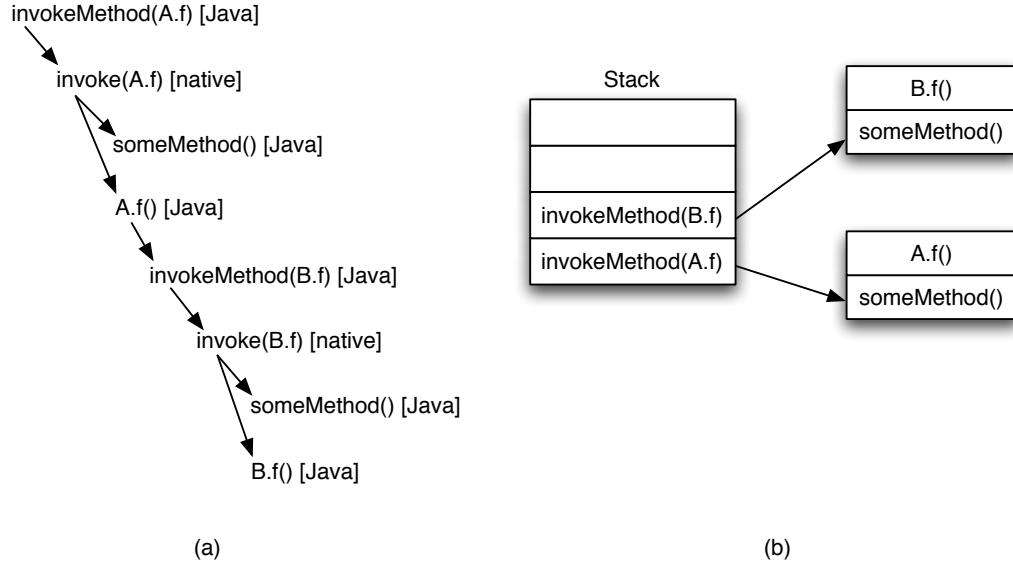 invokeMethod(A.f) [Java]
invoke(A.f) [native]
someMethod() [Java]
A.f() [Java]
invokeMethod(B.f) [Java]
invoke(B.f) [native]
someMethod() [Java]
B.f() [Java]
(a)
Stack
invokeMethod(B.f)
invokeMethod(A.f)
B.f()
someMethod()
A.f()
someMethod()
(b)